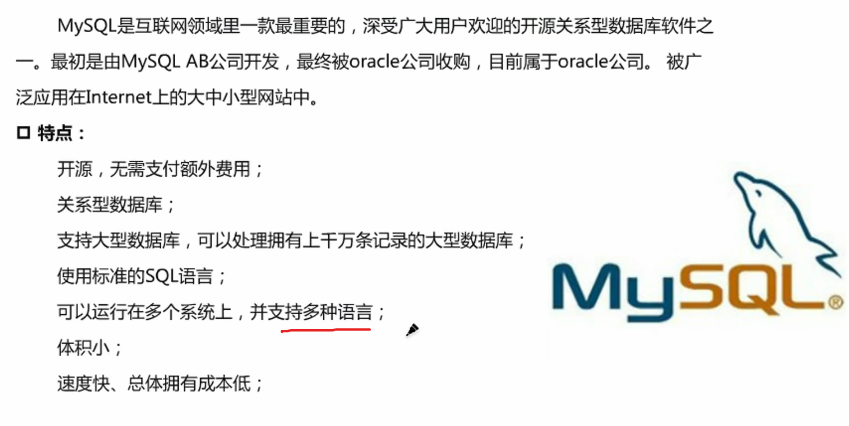 MySQL是互联网领域里一款最重要的，深受广大用户欢迎的开源关系型数据库软件之
一。最初是由MySQL AB公司开发，最终被oracle公司收购，目前属于oracle公司。 被广
泛应用在Internet上的大中小型网站中。
特点：
开源，无需支付额外费用；
关系型数据库；
支持大型数据库，可以处理拥有上千万条记录的大型数据库；
使用标准的SQL语言；
可以运行在多个系统上，并支持多种语言；
体积小；
速度快、总体拥有成本低；
MySQL®